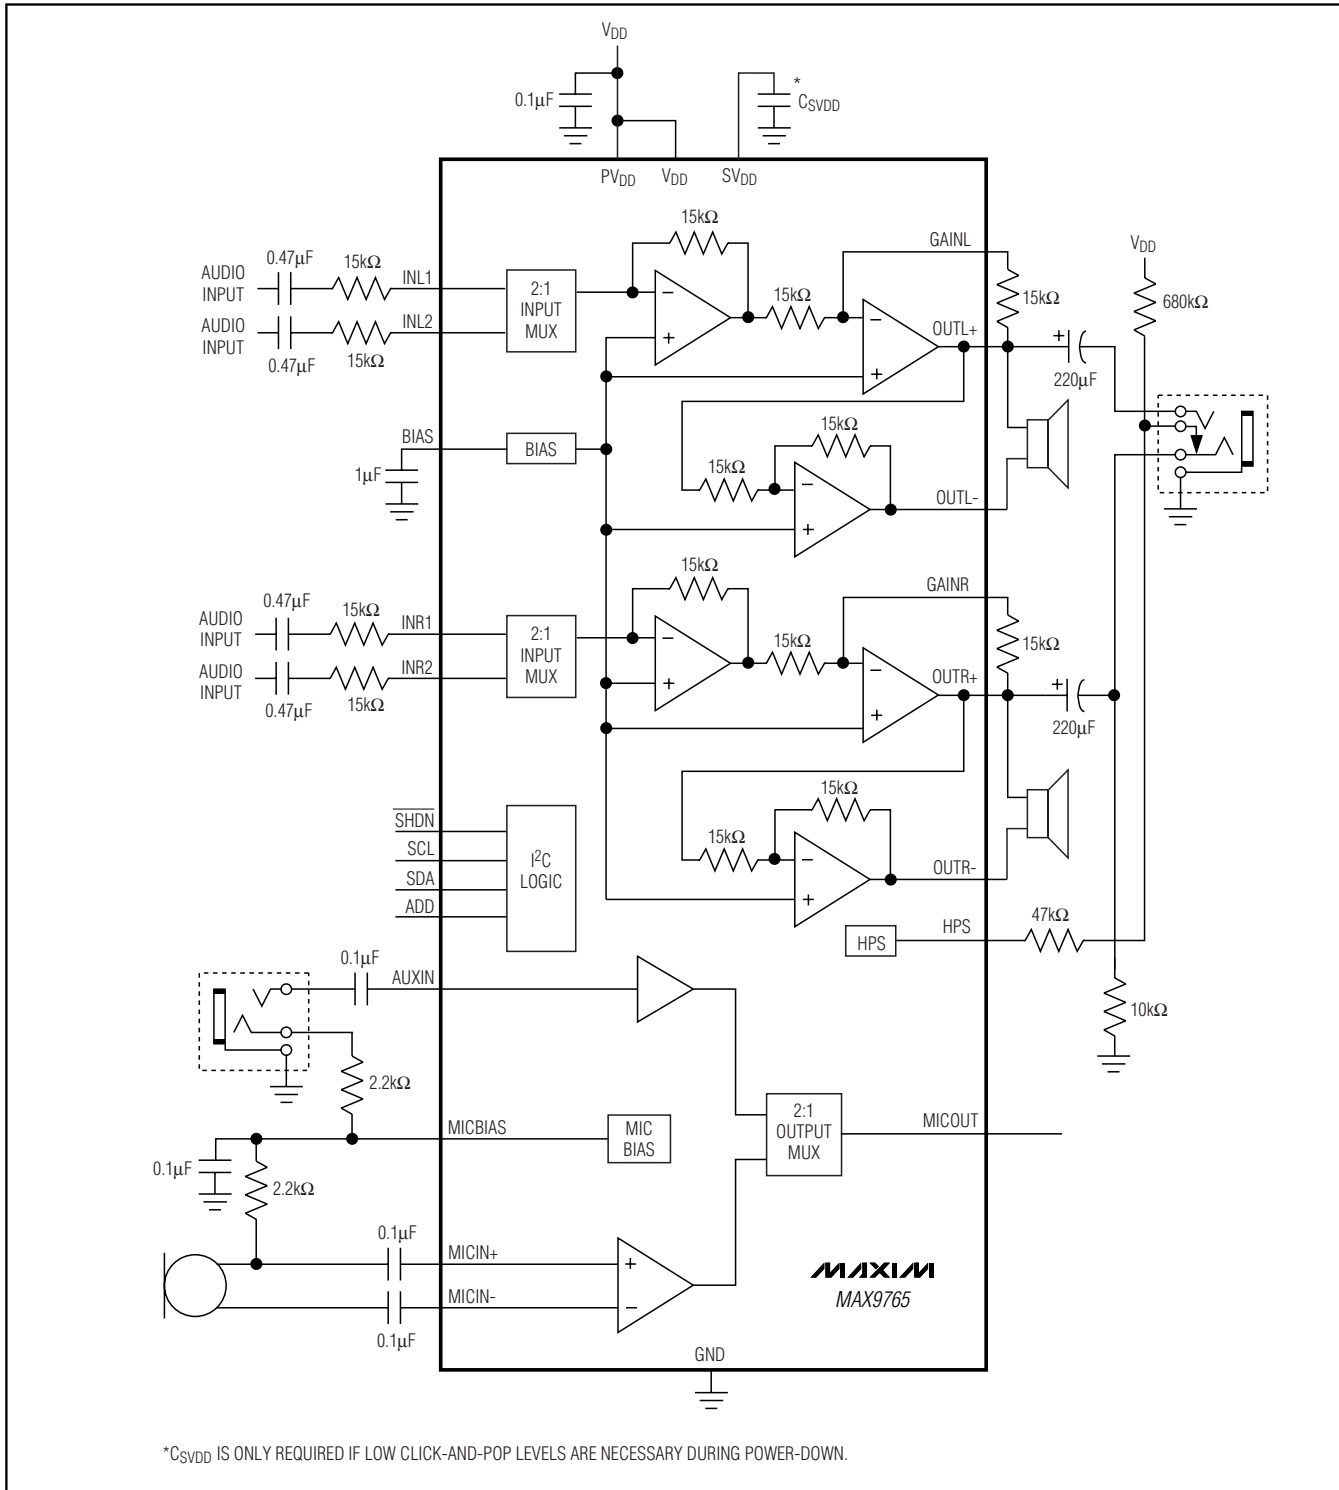 VDD
0.1µF
*
CSVDD
PVDD
VDD
SVDD
15kΩ
GAINL
VDD
AUDIO
INPUT
0.47µF
15kΩ
INL1
2:1
INPUT
MUX
15kΩ
15kΩ
680kΩ
AUDIO
INPUT
0.47µF
15kΩ
INL2
−
+
−
+
OUTL+
+
220µF
BIAS
BIAS
1µF
15kΩ
15kΩ
−
+
OUTL-
15kΩ
GAINR
AUDIO
INPUT
0.47µF
15kΩ
INR1
2:1
INPUT
MUX
15kΩ
15kΩ
AUDIO
INPUT
0.47µF
15kΩ
INR2
−
+
−
+
OUTR+
+
220µF
15kΩ
15kΩ
−
+
OUTR-
SHDN
SCL
SDA
ADD
I2C
LOGIC
HPS
HPS
47kΩ
10kΩ
0.1µF
AUXIN
2.2kΩ
MICBIAS
MIC
BIAS
2:1
OUTPUT
MUX
MICOUT
0.1µF
2.2kΩ
0.1µF
MICIN+
+
−
MICIN-
0.1µF
MAXIM
MAX9765
GND
*CSVDD IS ONLY REQUIRED IF LOW CLICK-AND-POP LEVELS ARE NECESSARY DURING POWER-DOWN.